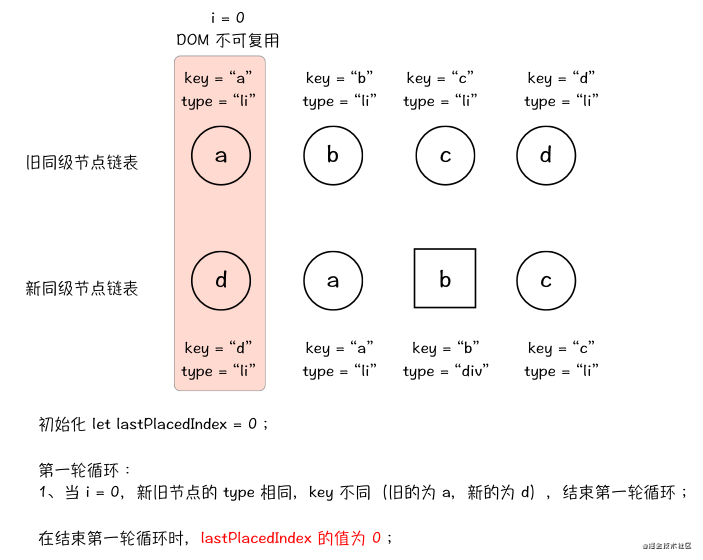 i = 0
DOM 不可复用
key = “a” key = “b” key = “c” key = “d”
type = “li” type = “li” type = “li” type = “li”
旧同级节点链表 a b c d
新同级节点链表 d a b c
key = “d” key = “a” key = “b” key = “c”
type = “li” type = “li” type = “div” type = “li”
初始化 let lastPlacedIndex = 0；
第一轮循环：
1、当 i = 0，新旧节点的 type 相同，key 不同（旧的为 a，新的为 d），结束第一轮循环；
在结束第一轮循环时，lastPlacedIndex 的值为 0；
@掘金技术社区